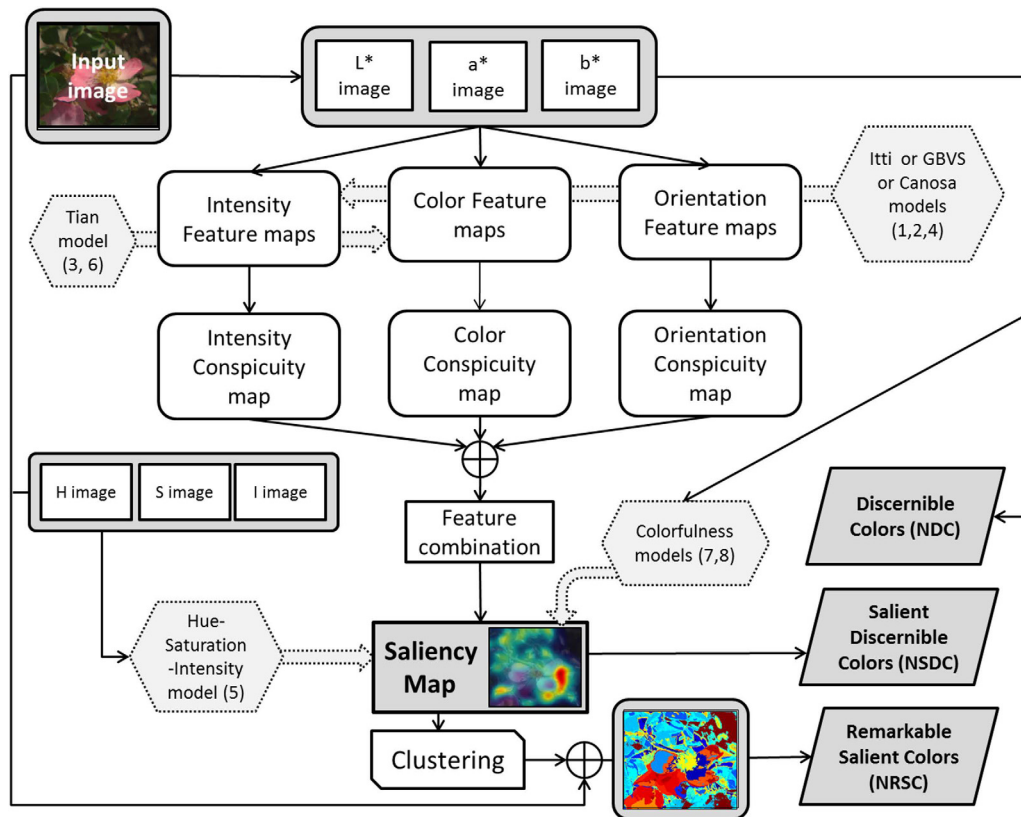 Input
image
L*
image
a*
image
b*
image
Itti or GBVS
or Canosa
models
(1,2,4)
Tian
model
(3, 6)
Intensity
Feature maps
Color Feature
maps
Orientation
Feature maps
Intensity
Conspicuity
map
Color
Conspicuity
map
Orientation
Conspicuity
map
H image
S image
I image
Feature
combination
Colorfulness
models (7,8)
Discernible
Colors (NDC)
Hue-
Saturation
-Intensity
model (5)
Saliency
Map
Salient
Discernible
Colors (NSDC)
Clustering
Remarkable
Salient Colors
(NRSC)